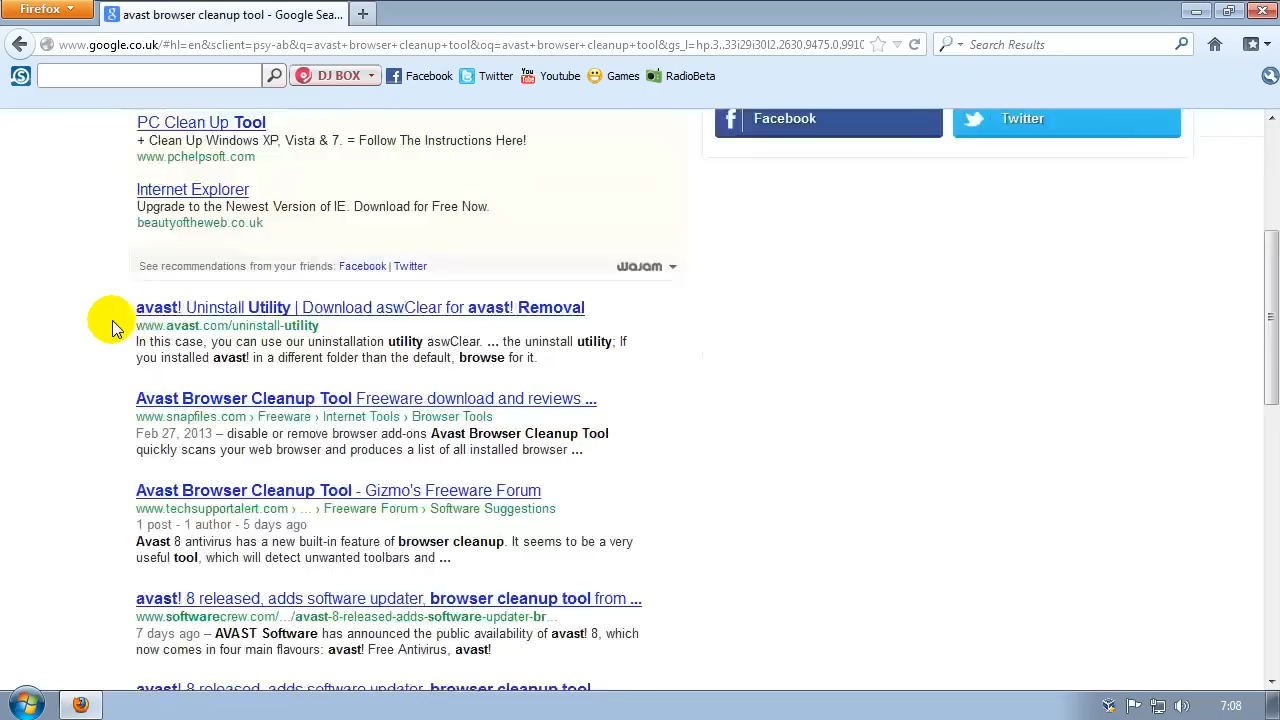 Firefox
avast browser cleanup tool - Google Sea...
www.google.co.uk/#hl=en&sclient=psy-ab&q=avast+browser+cleanup+tool&oq=avast+browser+cleanup+tool&gs_l=hp.3..33i29i30l2.2630.9475.0.9910
Search Results
DJ BOX
Facebook
Twitter
Youtube
Games
RadioBeta
PC Clean Up Tool
+ Clean Up Windows XP, Vista & 7. = Follow The Instructions Here!
www.pchelpsoft.com
Internet Explorer
Upgrade to the Newest Version of IE. Download for Free Now.
beautyoftheweb.co.uk
See recommendations from your friends: Facebook | Twitter
wajam
Facebook
Twitter
avast! Uninstall Utility | Download aswClear for avast! Removal
www.avast.com/uninstall-utility
In this case, you can use our uninstallation utility aswClear. ... the uninstall utility; If
you installed avast! in a different folder than the default, browse for it.
Avast Browser Cleanup Tool Freeware download and reviews ...
www.snapfiles.com › Freeware › Internet Tools › Browser Tools
Feb 27, 2013 – disable or remove browser add-ons Avast Browser Cleanup Tool
quickly scans your web browser and produces a list of all installed browser ...
Avast Browser Cleanup Tool - Gizmo's Freeware Forum
www.techsupportalert.com › ... › Freeware Forum › Software Suggestions
1 post - 1 author - 5 days ago
Avast 8 antivirus has a new built-in feature of browser cleanup. It seems to be a very
useful tool, which will detect unwanted toolbars and ...
avast! 8 released, adds software updater, browser cleanup tool from ...
www.softwarecrew.com/.../avast-8-released-adds-software-updater-br...
7 days ago – AVAST Software has announced the public availability of avast! 8, which
now comes in four main flavours: avast! Free Antivirus, avast!
avast! 8 released, adds software updater, browser cleanup tool
7:08